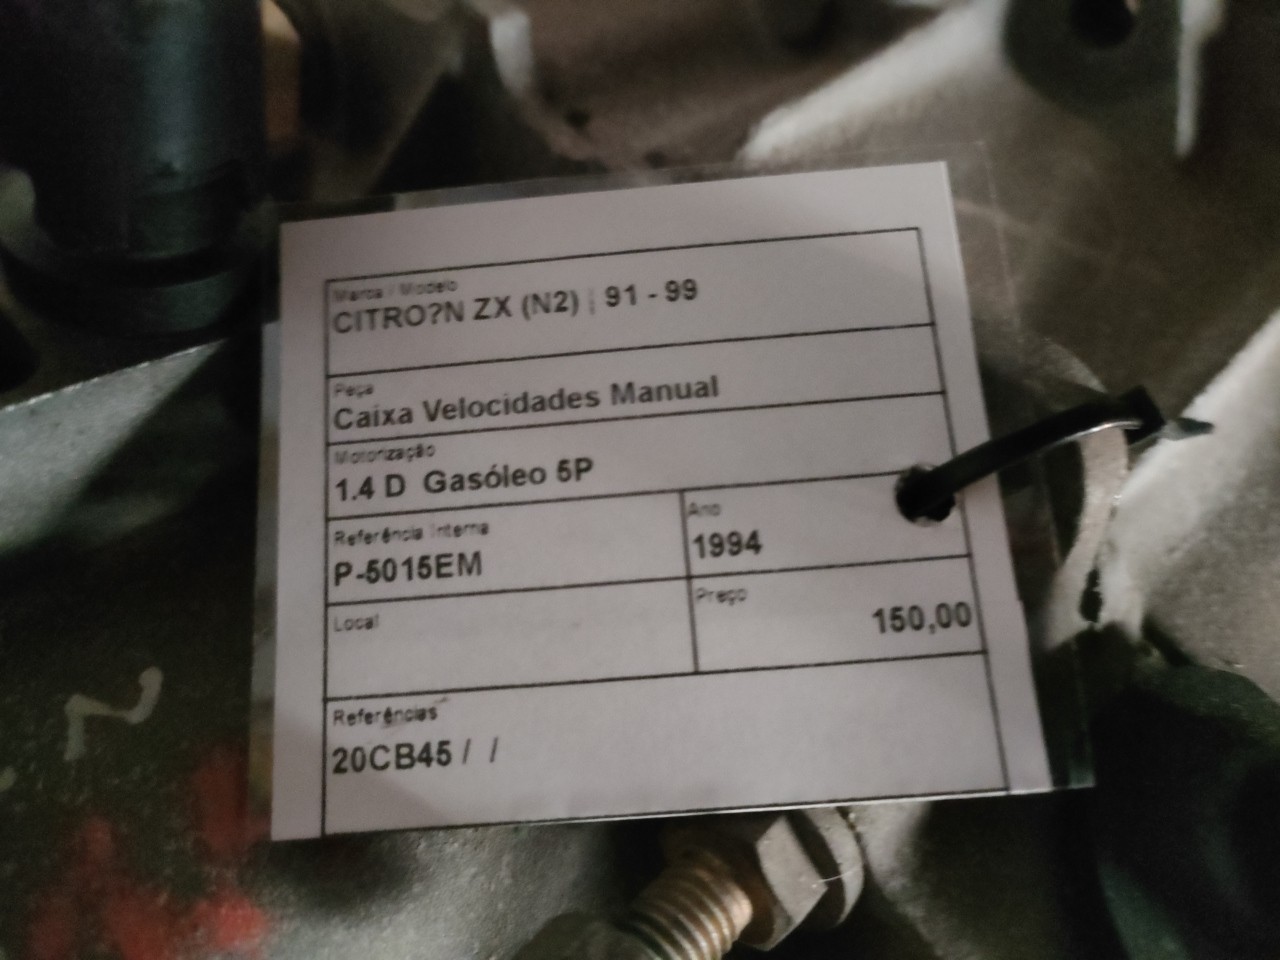 Marca / Modelo
CITRO?N ZX (N2) | 91 - 99
Peça
Caixa Velocidades Manual
Motorização
1.4 D Gasóleo 5P
Referência Interna
P-5015EM
Ano
1994
Local
Preço
150,00
Referências
20CB45 / /